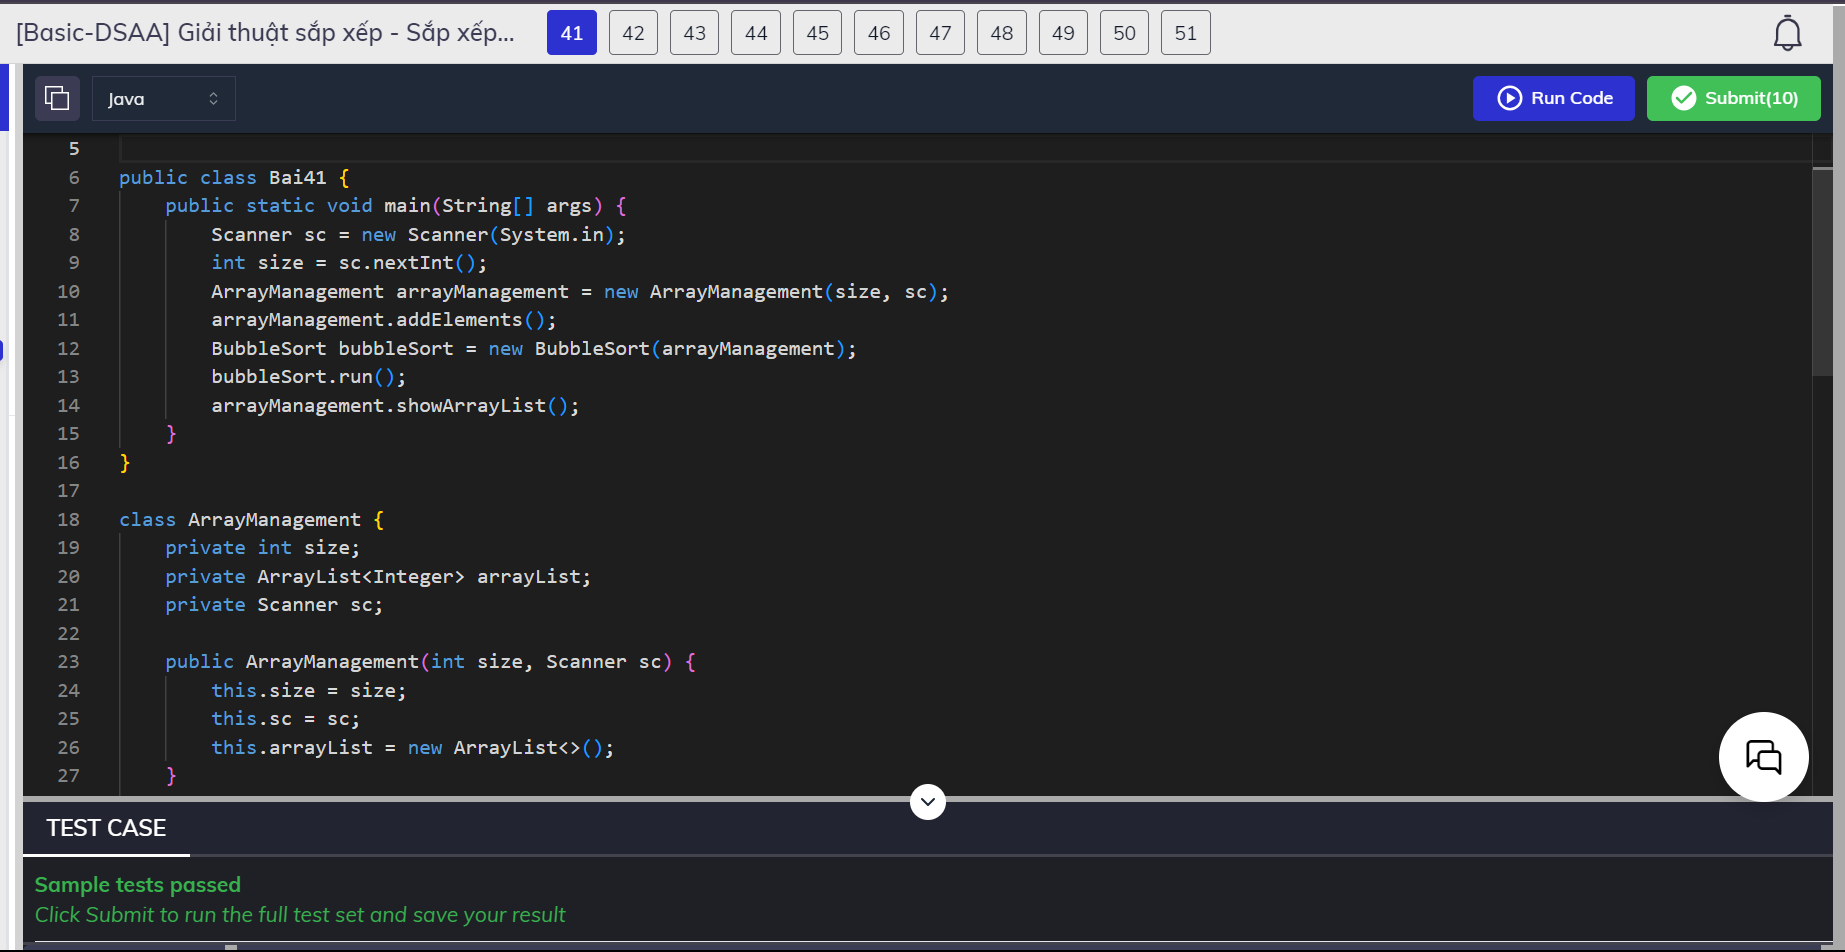 [Basic-DSAA] Giải thuật sắp xếp - Sắp xếp... 41 42 43 44 45 46 47 48 49 50 51
Java Run Code Submit(10)
5
6 public class Bai41 {
7 public static void main(String[] args) {
8 Scanner sc = new Scanner(System.in);
9 int size = sc.nextInt();
10 ArrayManagement arrayManagement = new ArrayManagement(size, sc);
11 arrayManagement.addElements();
12 BubbleSort bubbleSort = new BubbleSort(arrayManagement);
13 bubbleSort.run();
14 arrayManagement.showArrayList();
15 }
16 }
17
18 class ArrayManagement {
19 private int size;
20 private ArrayList<Integer> arrayList;
21 private Scanner sc;
22
23 public ArrayManagement(int size, Scanner sc) {
24 this.size = size;
25 this.sc = sc;
26 this.arrayList = new ArrayList<>();
27 }
TEST CASE
Sample tests passed
Click Submit to run the full test set and save your result